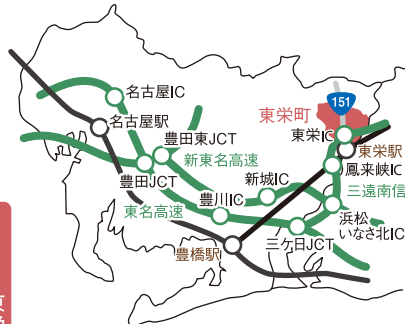 151
名古屋IC
東栄町
名古屋駅
東栄IC
豊田東JCT
東栄駅
新東名高速
鳳来峡IC
豊田JCT
新城IC
三遠南信
豊川IC
東名高速
浜松
いなさ北IC
三ケ日JCT
豊橋駅